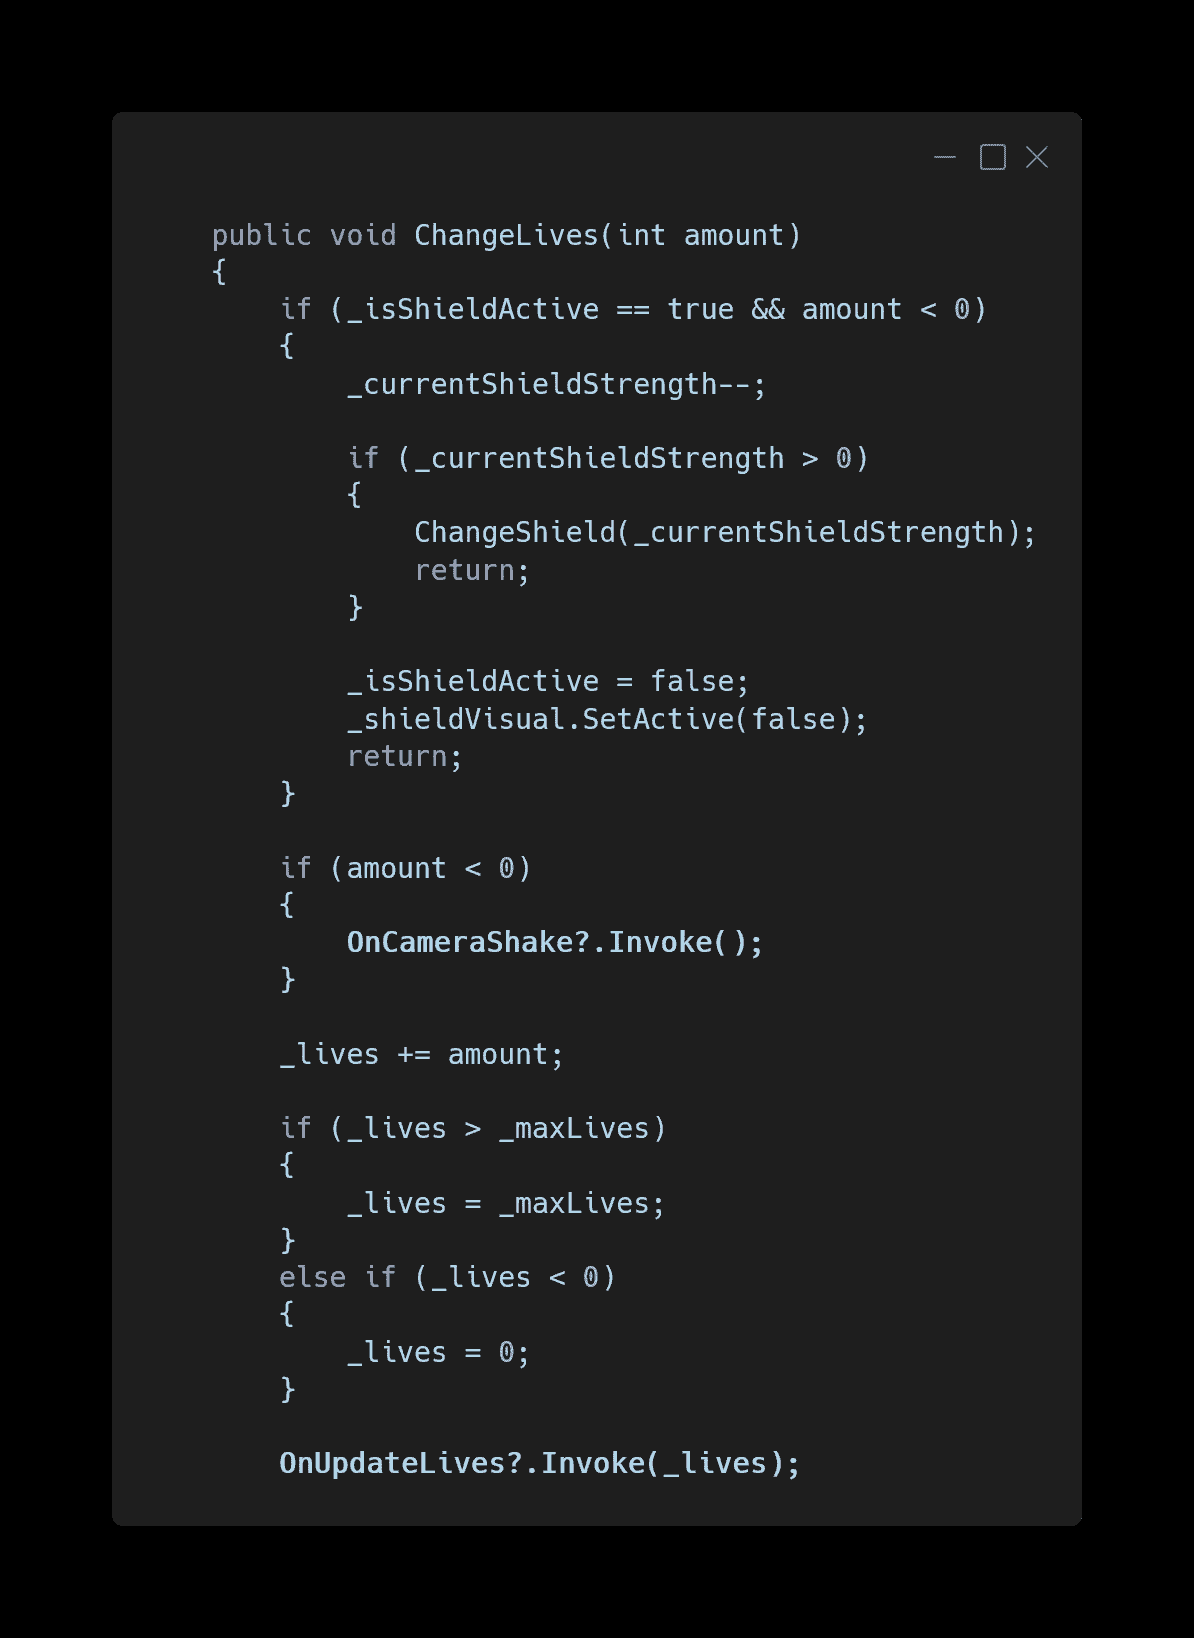 public void ChangeLives(int amount)
{
    if (_isShieldActive == true && amount < 0)
    {
        _currentShieldStrength--;

        if (_currentShieldStrength > 0)
        {
            ChangeShield(_currentShieldStrength);
            return;
        }

        _isShieldActive = false;
        _shieldVisual.SetActive(false);
        return;
    }

    if (amount < 0)
    {
        OnCameraShake?.Invoke();
    }

    _lives += amount;

    if (_lives > _maxLives)
    {
        _lives = _maxLives;
    }
    else if (_lives < 0)
    {
        _lives = 0;
    }

    OnUpdateLives?.Invoke(_lives);